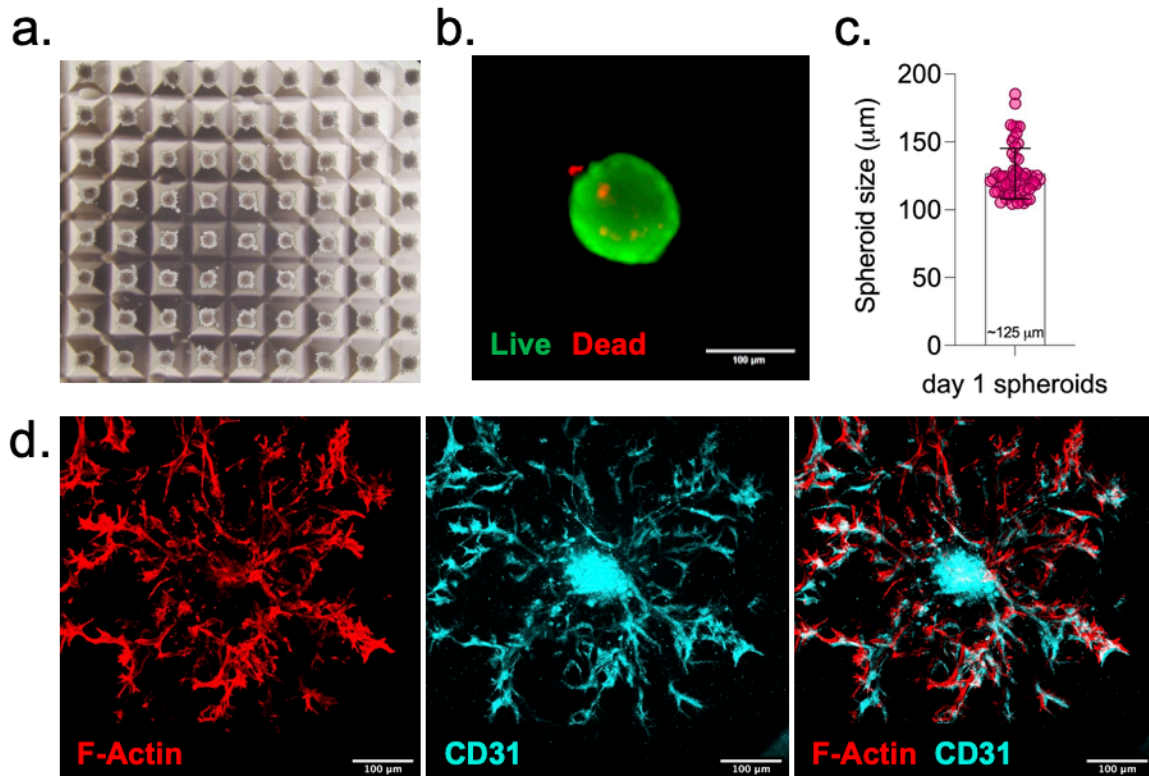 a.
b.
Live Dead
100 µm
c.
Spheroid size (µm)
200
150
100
50
0
~125 µm
day 1 spheroids
d.
F-Actin
100 µm
CD31
100 µm
F-Actin CD31
100 µm